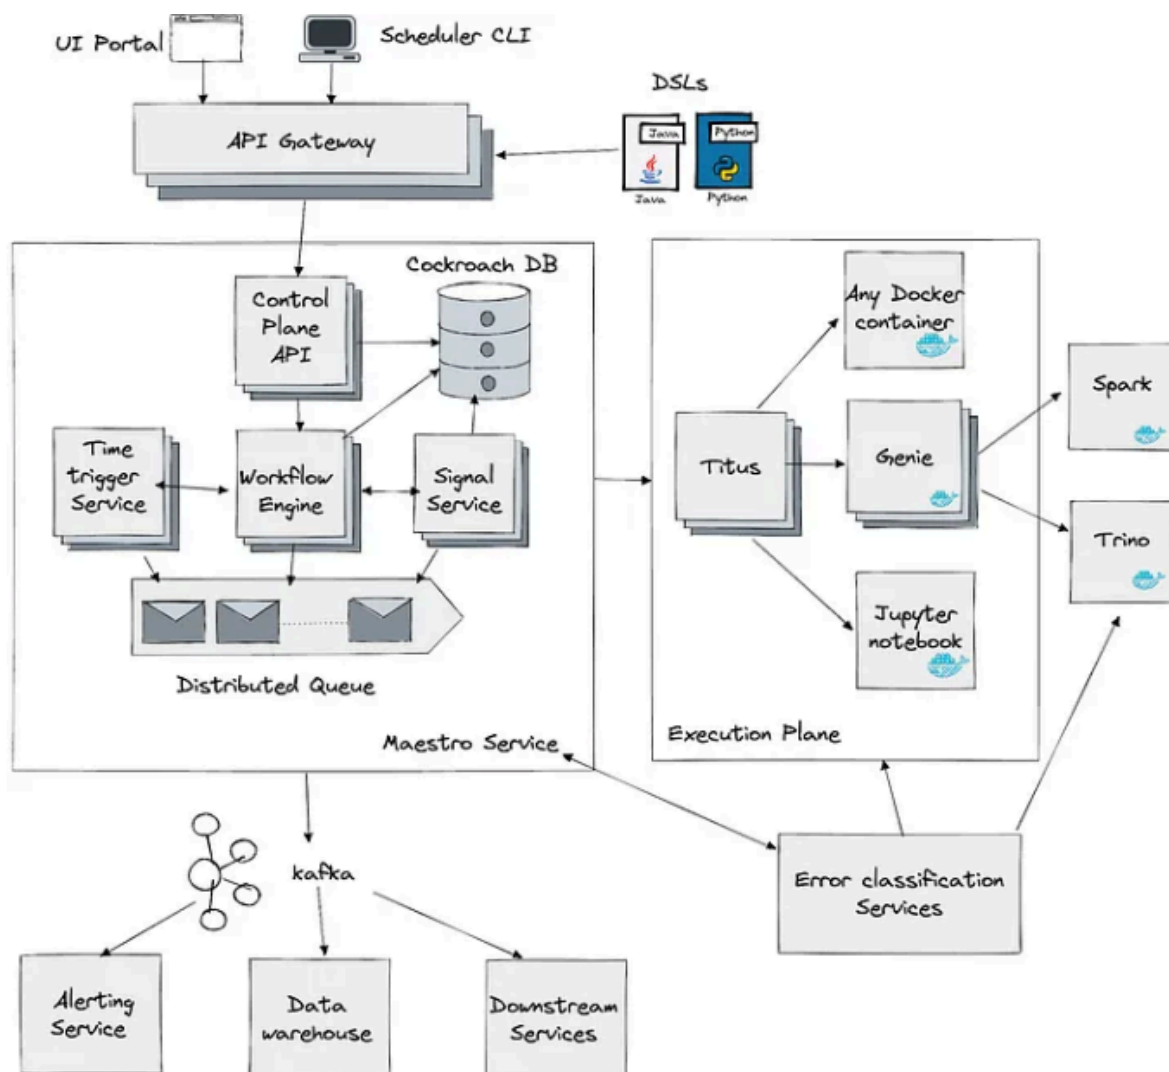 UI Portal
Scheduler CLI
DSLs
API Gateway
Java
Python
Java
Python
Cockroach DB
Control
Plane
API
Any Docker
container
Spark
Time
trigger
Service
Workflow
Engine
Signal
Service
Titus
Genie
Trino
Jupyter
notebook
Distributed Queue
Maestro Service
Execution Plane
kafka
Error classification
Services
Alerting
Service
Data
warehouse
Downstream
Services